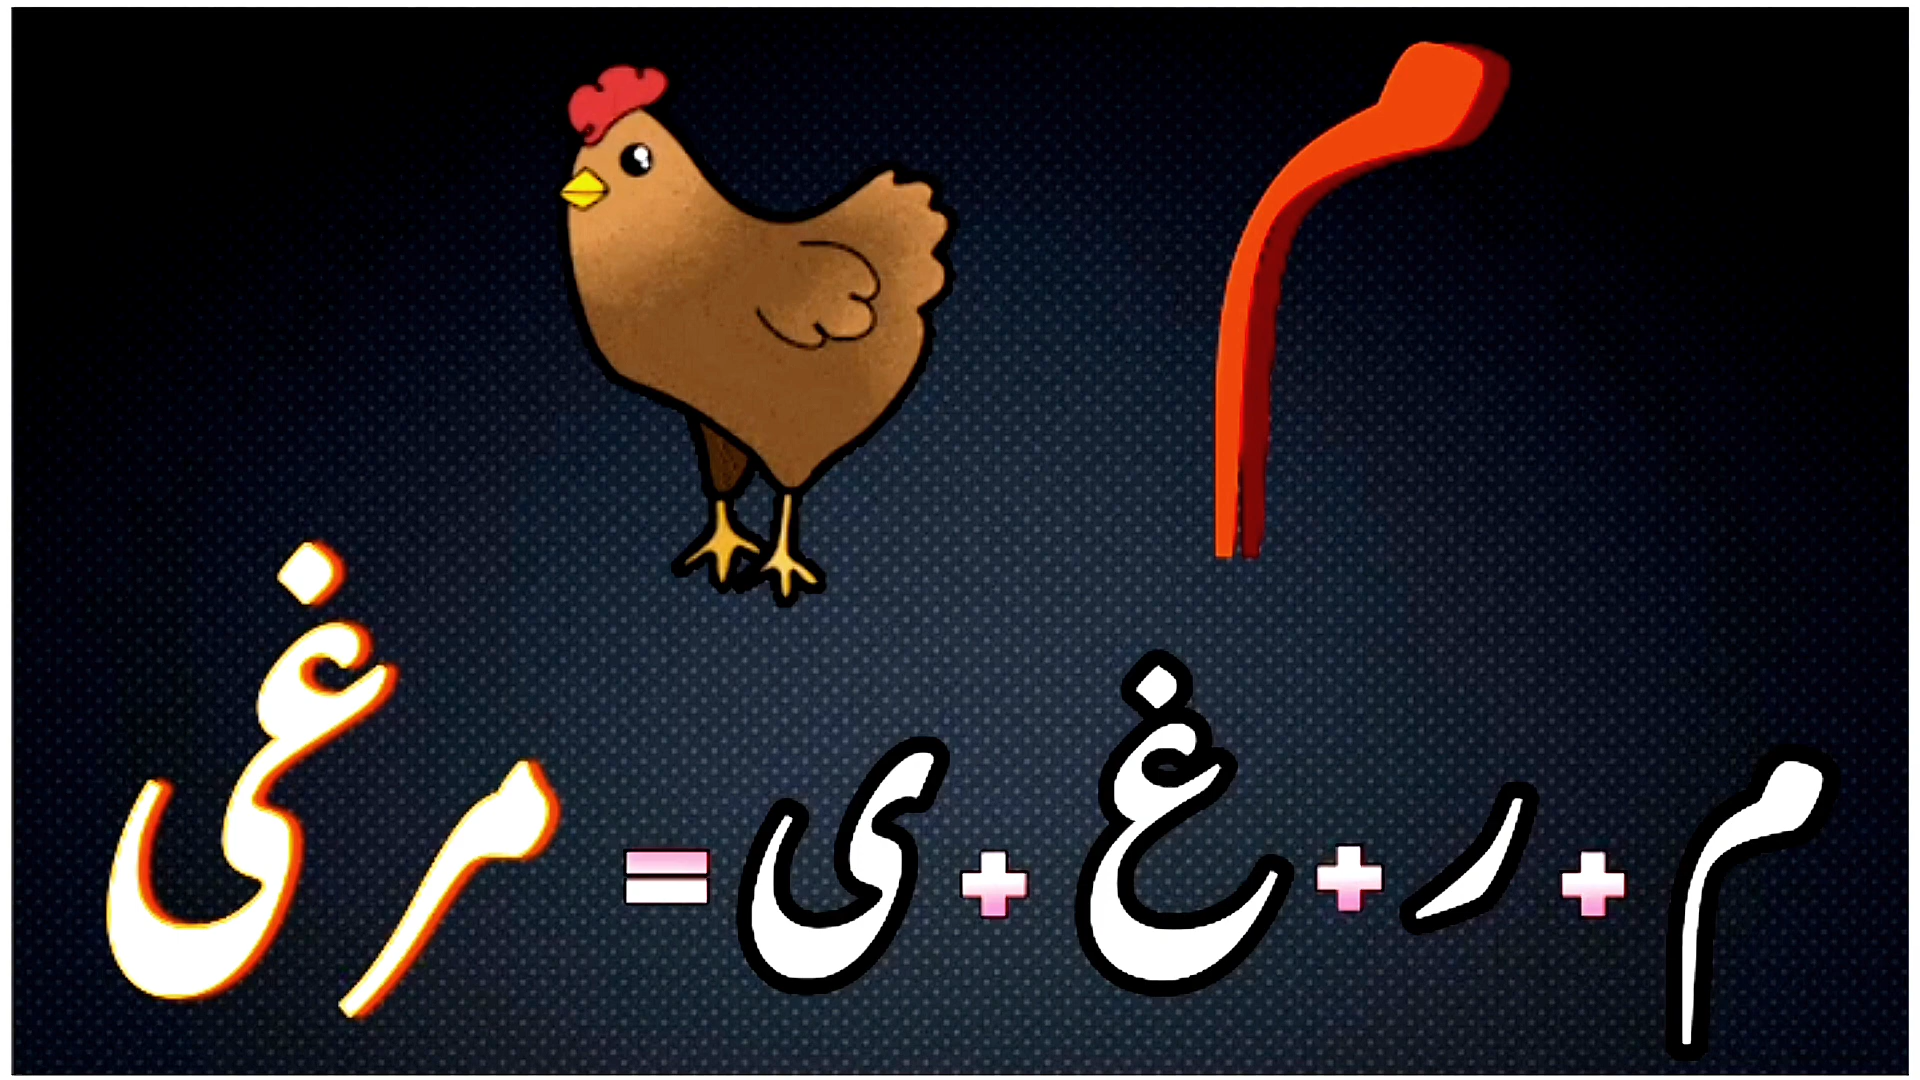 م
م + ر + غ + ی = مرغی